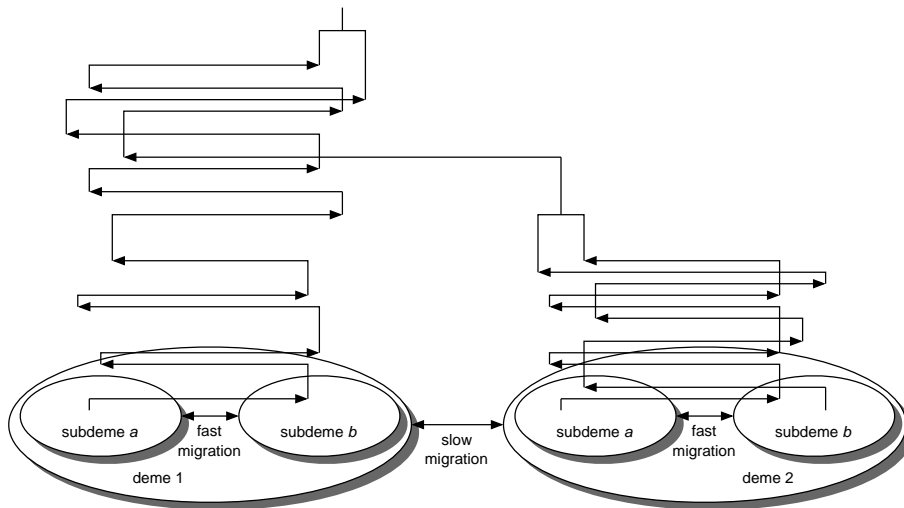 subdeme a
fast
migration
subdeme b
deme 1
slow
migration
subdeme a
fast
migration
subdeme b
deme 2